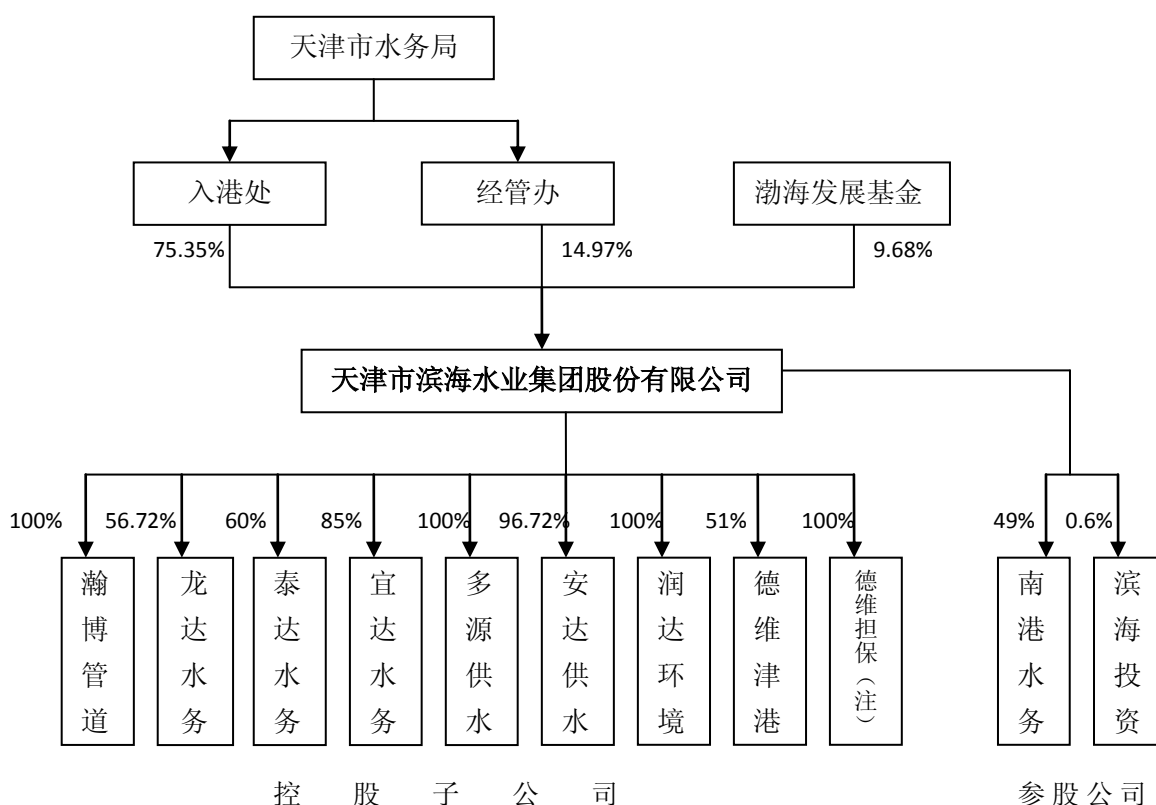 天津市水务局
入港处
经管办
渤海发展基金
75.35%
14.97%
9.68%
天津市滨海水业集团股份有限公司
100%
56.72%
60%
85%
100%
96.72%
100%
51%
100%
49%
0.6%
瀚博管道
龙达水务
泰达水务
宜达水务
多源供水
安达供水
润达环境
德维津港
德维担保（注）
南港水务
滨海投资
控股子公司
参股公司